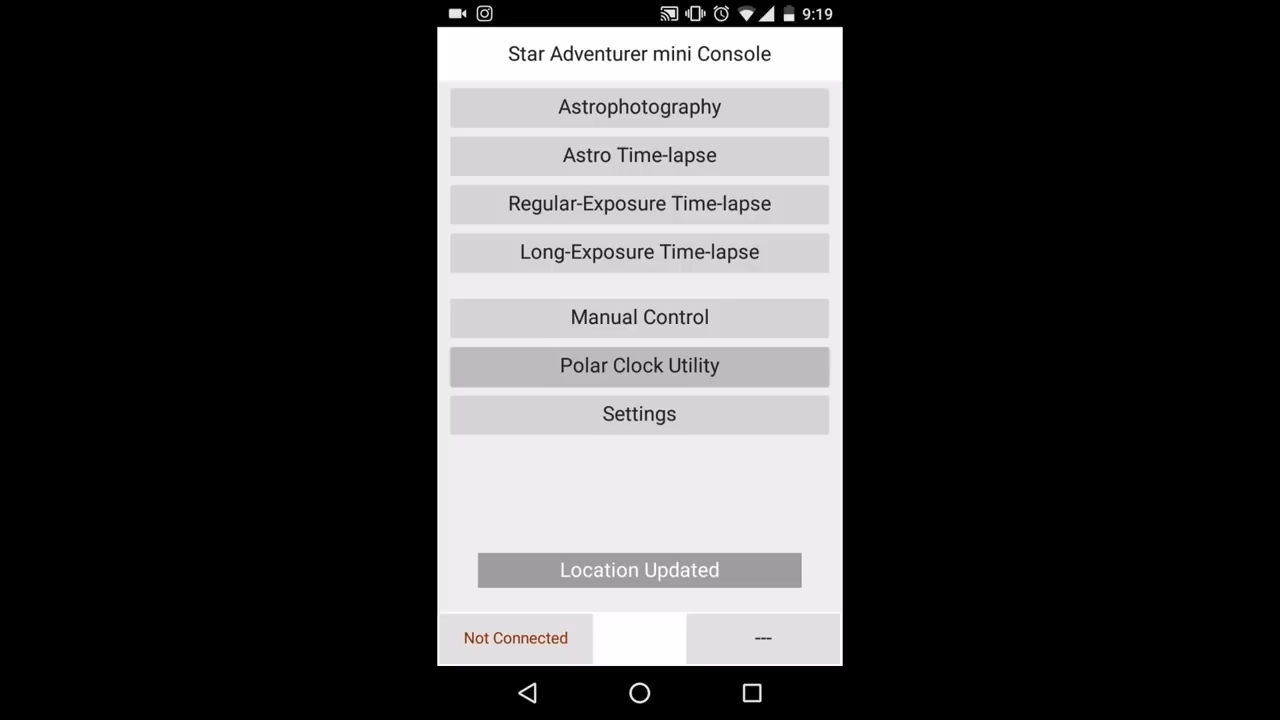 9:19
Star Adventurer mini Console
Astrophotography
Astro Time-lapse
Regular-Exposure Time-lapse
Long-Exposure Time-lapse
Manual Control
Polar Clock Utility
Settings
Location Updated
Not Connected
---